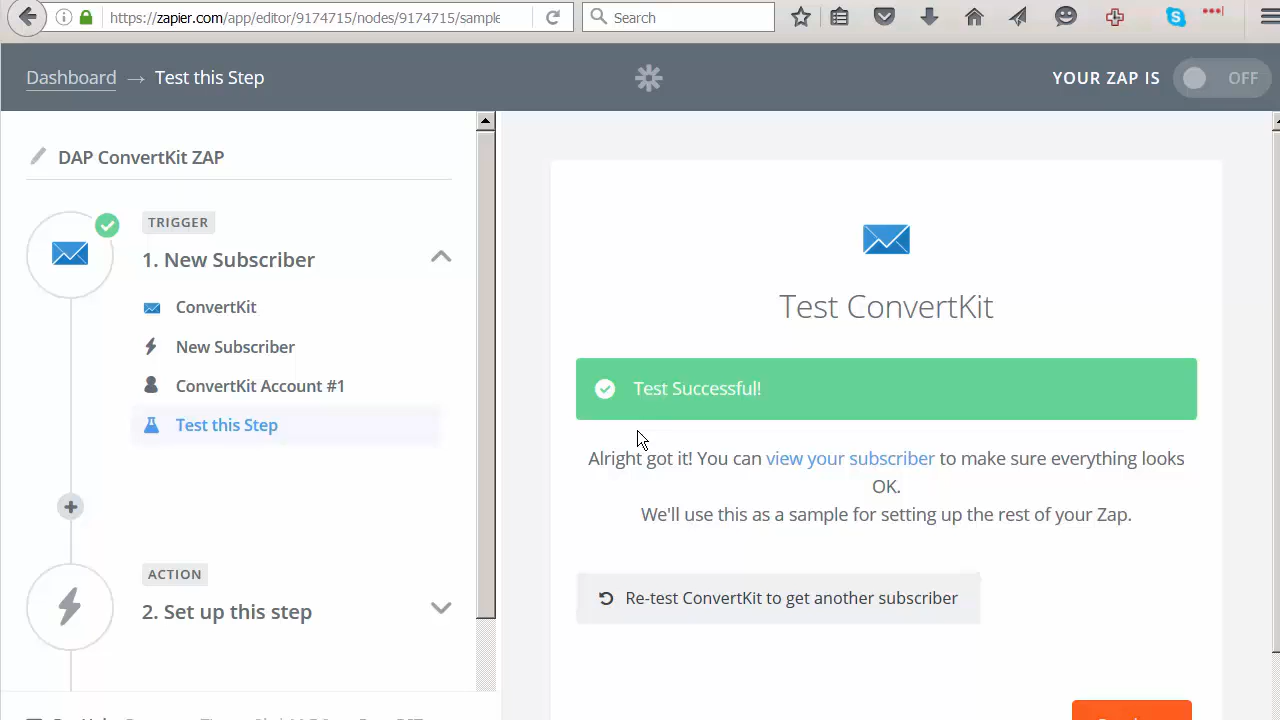 https://zapier.com/app/editor/9174715/nodes/9174715/sample
Search
Dashboard → Test this Step
YOUR ZAP IS OFF
DAP ConvertKit ZAP
TRIGGER
1. New Subscriber
ConvertKit
New Subscriber
ConvertKit Account #1
Test this Step
ACTION
2. Set up this step
Test ConvertKit
Test Successful!
Alright got it! You can view your subscriber to make sure everything looks
OK.
We'll use this as a sample for setting up the rest of your Zap.
Re-test ConvertKit to get another subscriber